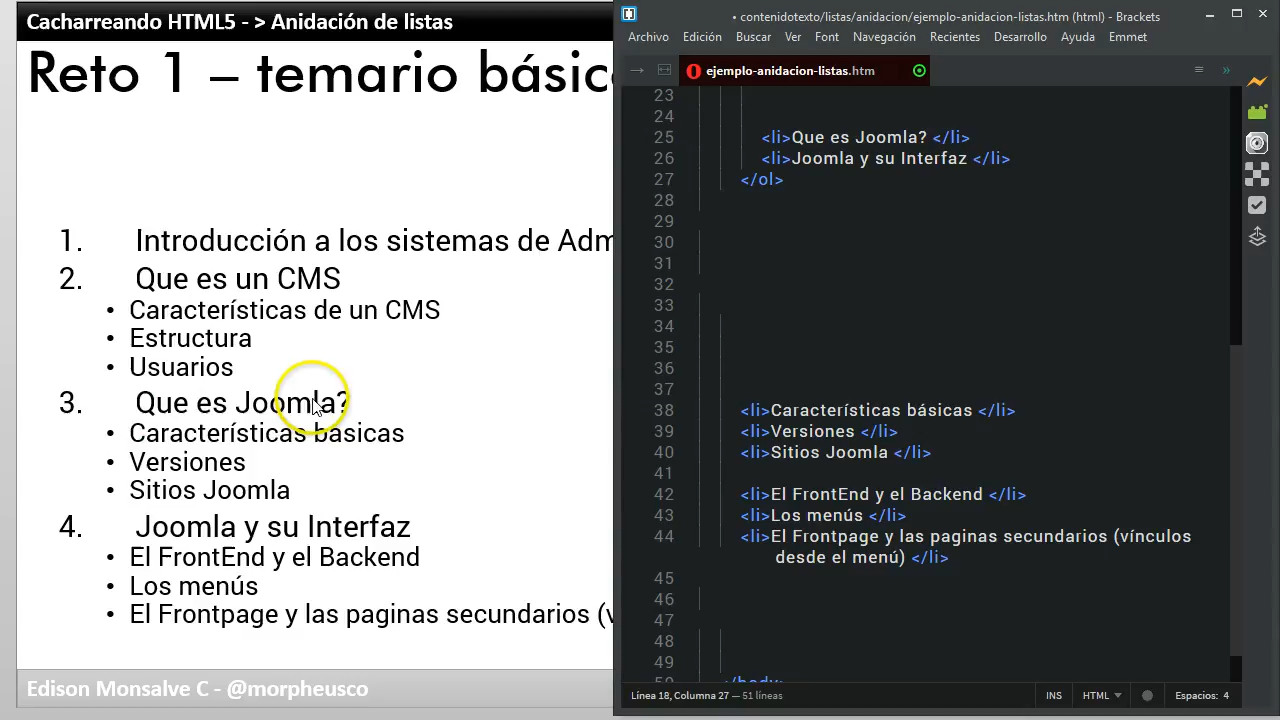 Cacharreando HTML5 - > Anidación de listas
Reto 1 – temario básic
1. Introducción a los sistemas de Adm
2. Que es un CMS
• Características de un CMS
• Estructura
• Usuarios
3. Que es Joomla?
• Características básicas
• Versiones
• Sitios Joomla
4. Joomla y su Interfaz
• El FrontEnd y el Backend
• Los menús
• El Frontpage y las paginas secundarios (v
Edison Monsalve C - @morpheusco
• contenidotexto/listas/anidacion/ejemplo-anidacion-listas.htm (html) - Brackets
Archivo Edición Buscar Ver Font Navegación Recientes Desarrollo Ayuda Emmet
ejemplo-anidacion-listas.htm
23
24
25 <li>Que es Joomla? </li>
26 <li>Joomla y su Interfaz </li>
27 </ol>
28
29
30
31
32
33
34
35
36
37
38 <li>Características básicas </li>
39 <li>Versiones </li>
40 <li>Sitios Joomla </li>
41
42 <li>El FrontEnd y el Backend </li>
43 <li>Los menús </li>
44 <li>El Frontpage y las paginas secundarios (vínculos
desde el menú) </li>
45
46
47
48
49
50 </body>
Línea 18, Columna 27 — 51 líneas INS HTML Espacios: 4